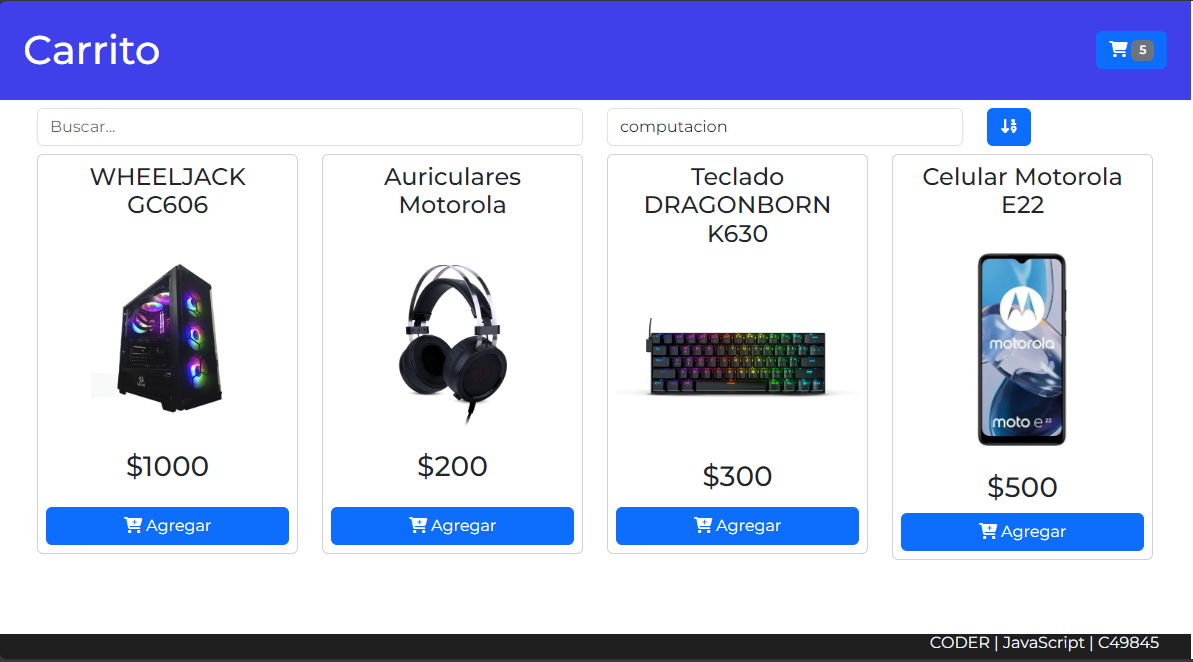 Carrito
5
Buscar...
computacion
WHEELJACK
GC606
$1000
Agregar
Auriculares
Motorola
$200
Agregar
Teclado
DRAGONBORN
K630
$300
Agregar
Celular Motorola
E22
motorola
moto e²²
$500
Agregar
CODER | JavaScript | C49845